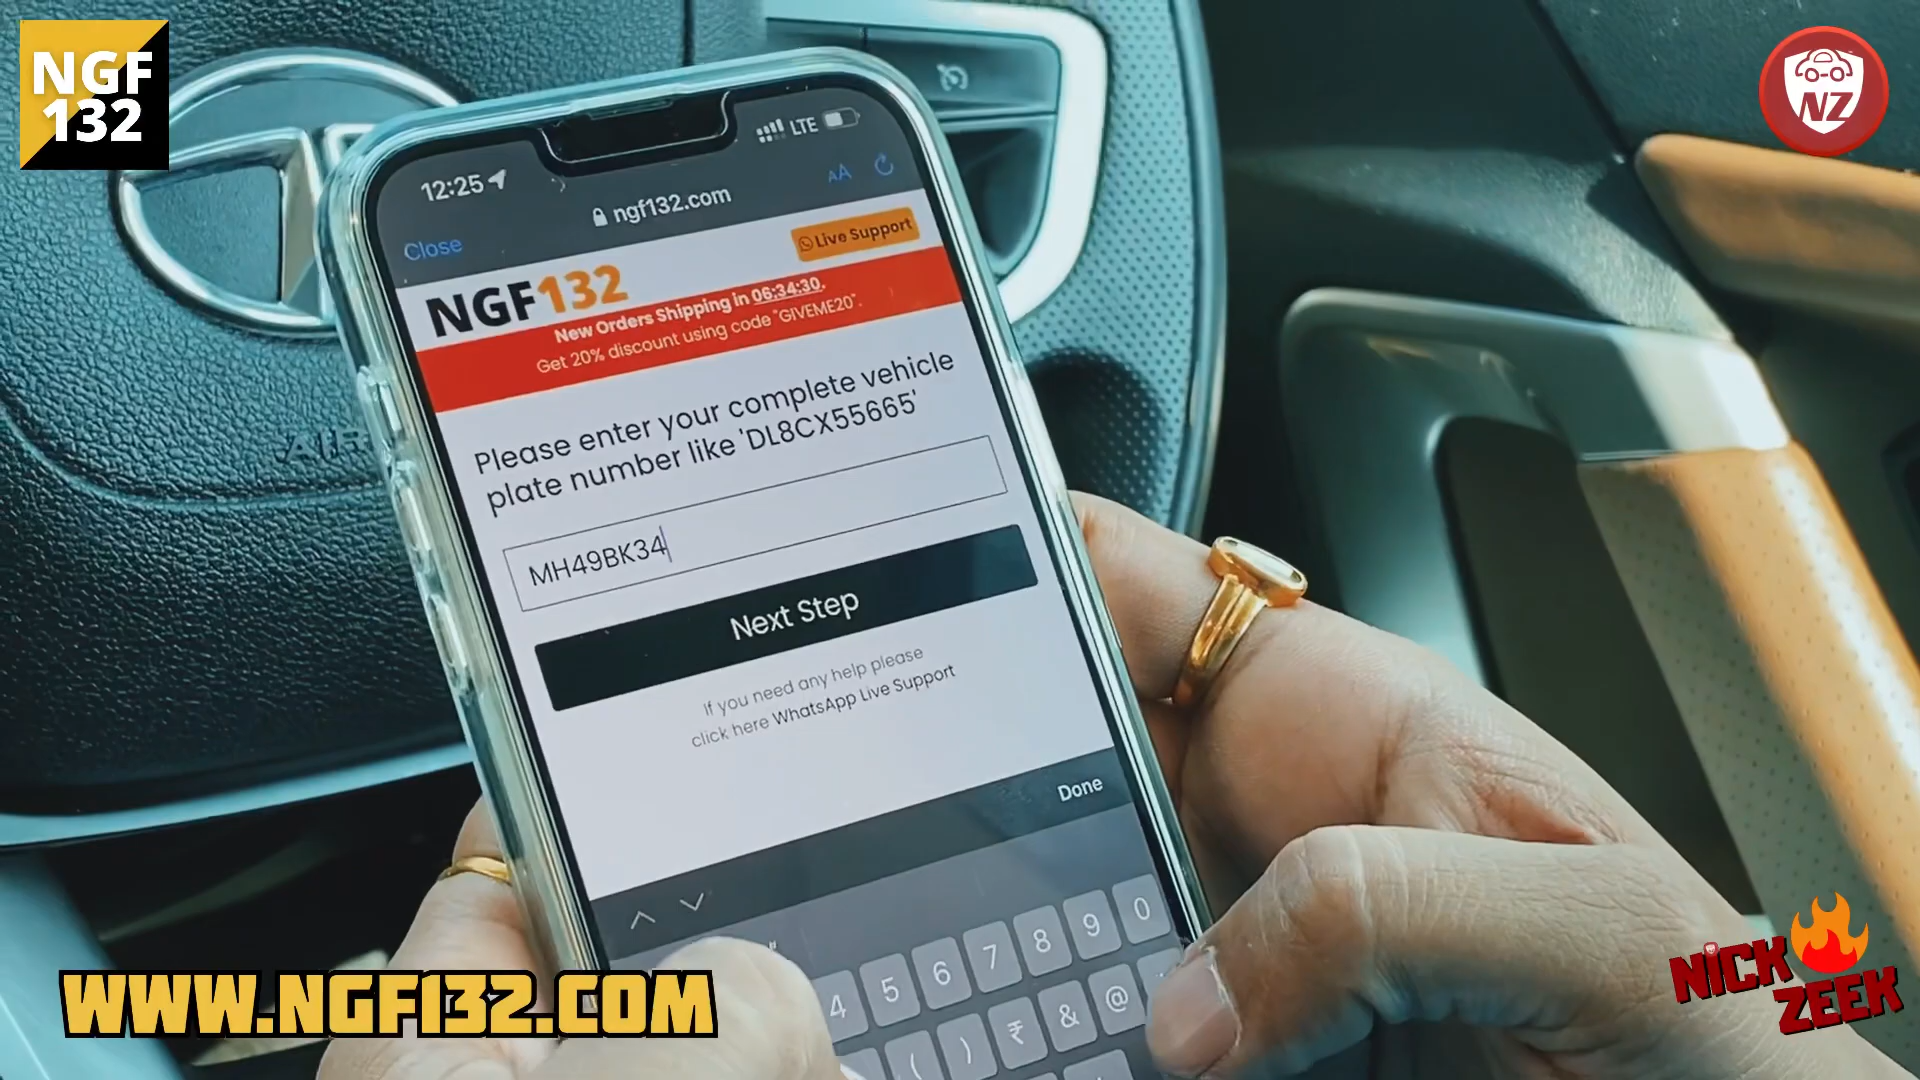 NGF
132
NZ
12:25
LTE
ngf132.com
AA
Close
Live Support
NGF132
New Orders Shipping in 06:34:30.
Get 20% discount using code "GIVEME20".
Please enter your complete vehicle
plate number like 'DL8CX55665'
MH49BK34
Next Step
If you need any help please
click here WhatsApp Live Support
Done
4 5 6 7 8 9 0
( ) ₹ & @
AIR
WWW.NGF132.COM
NICK
ZEEK